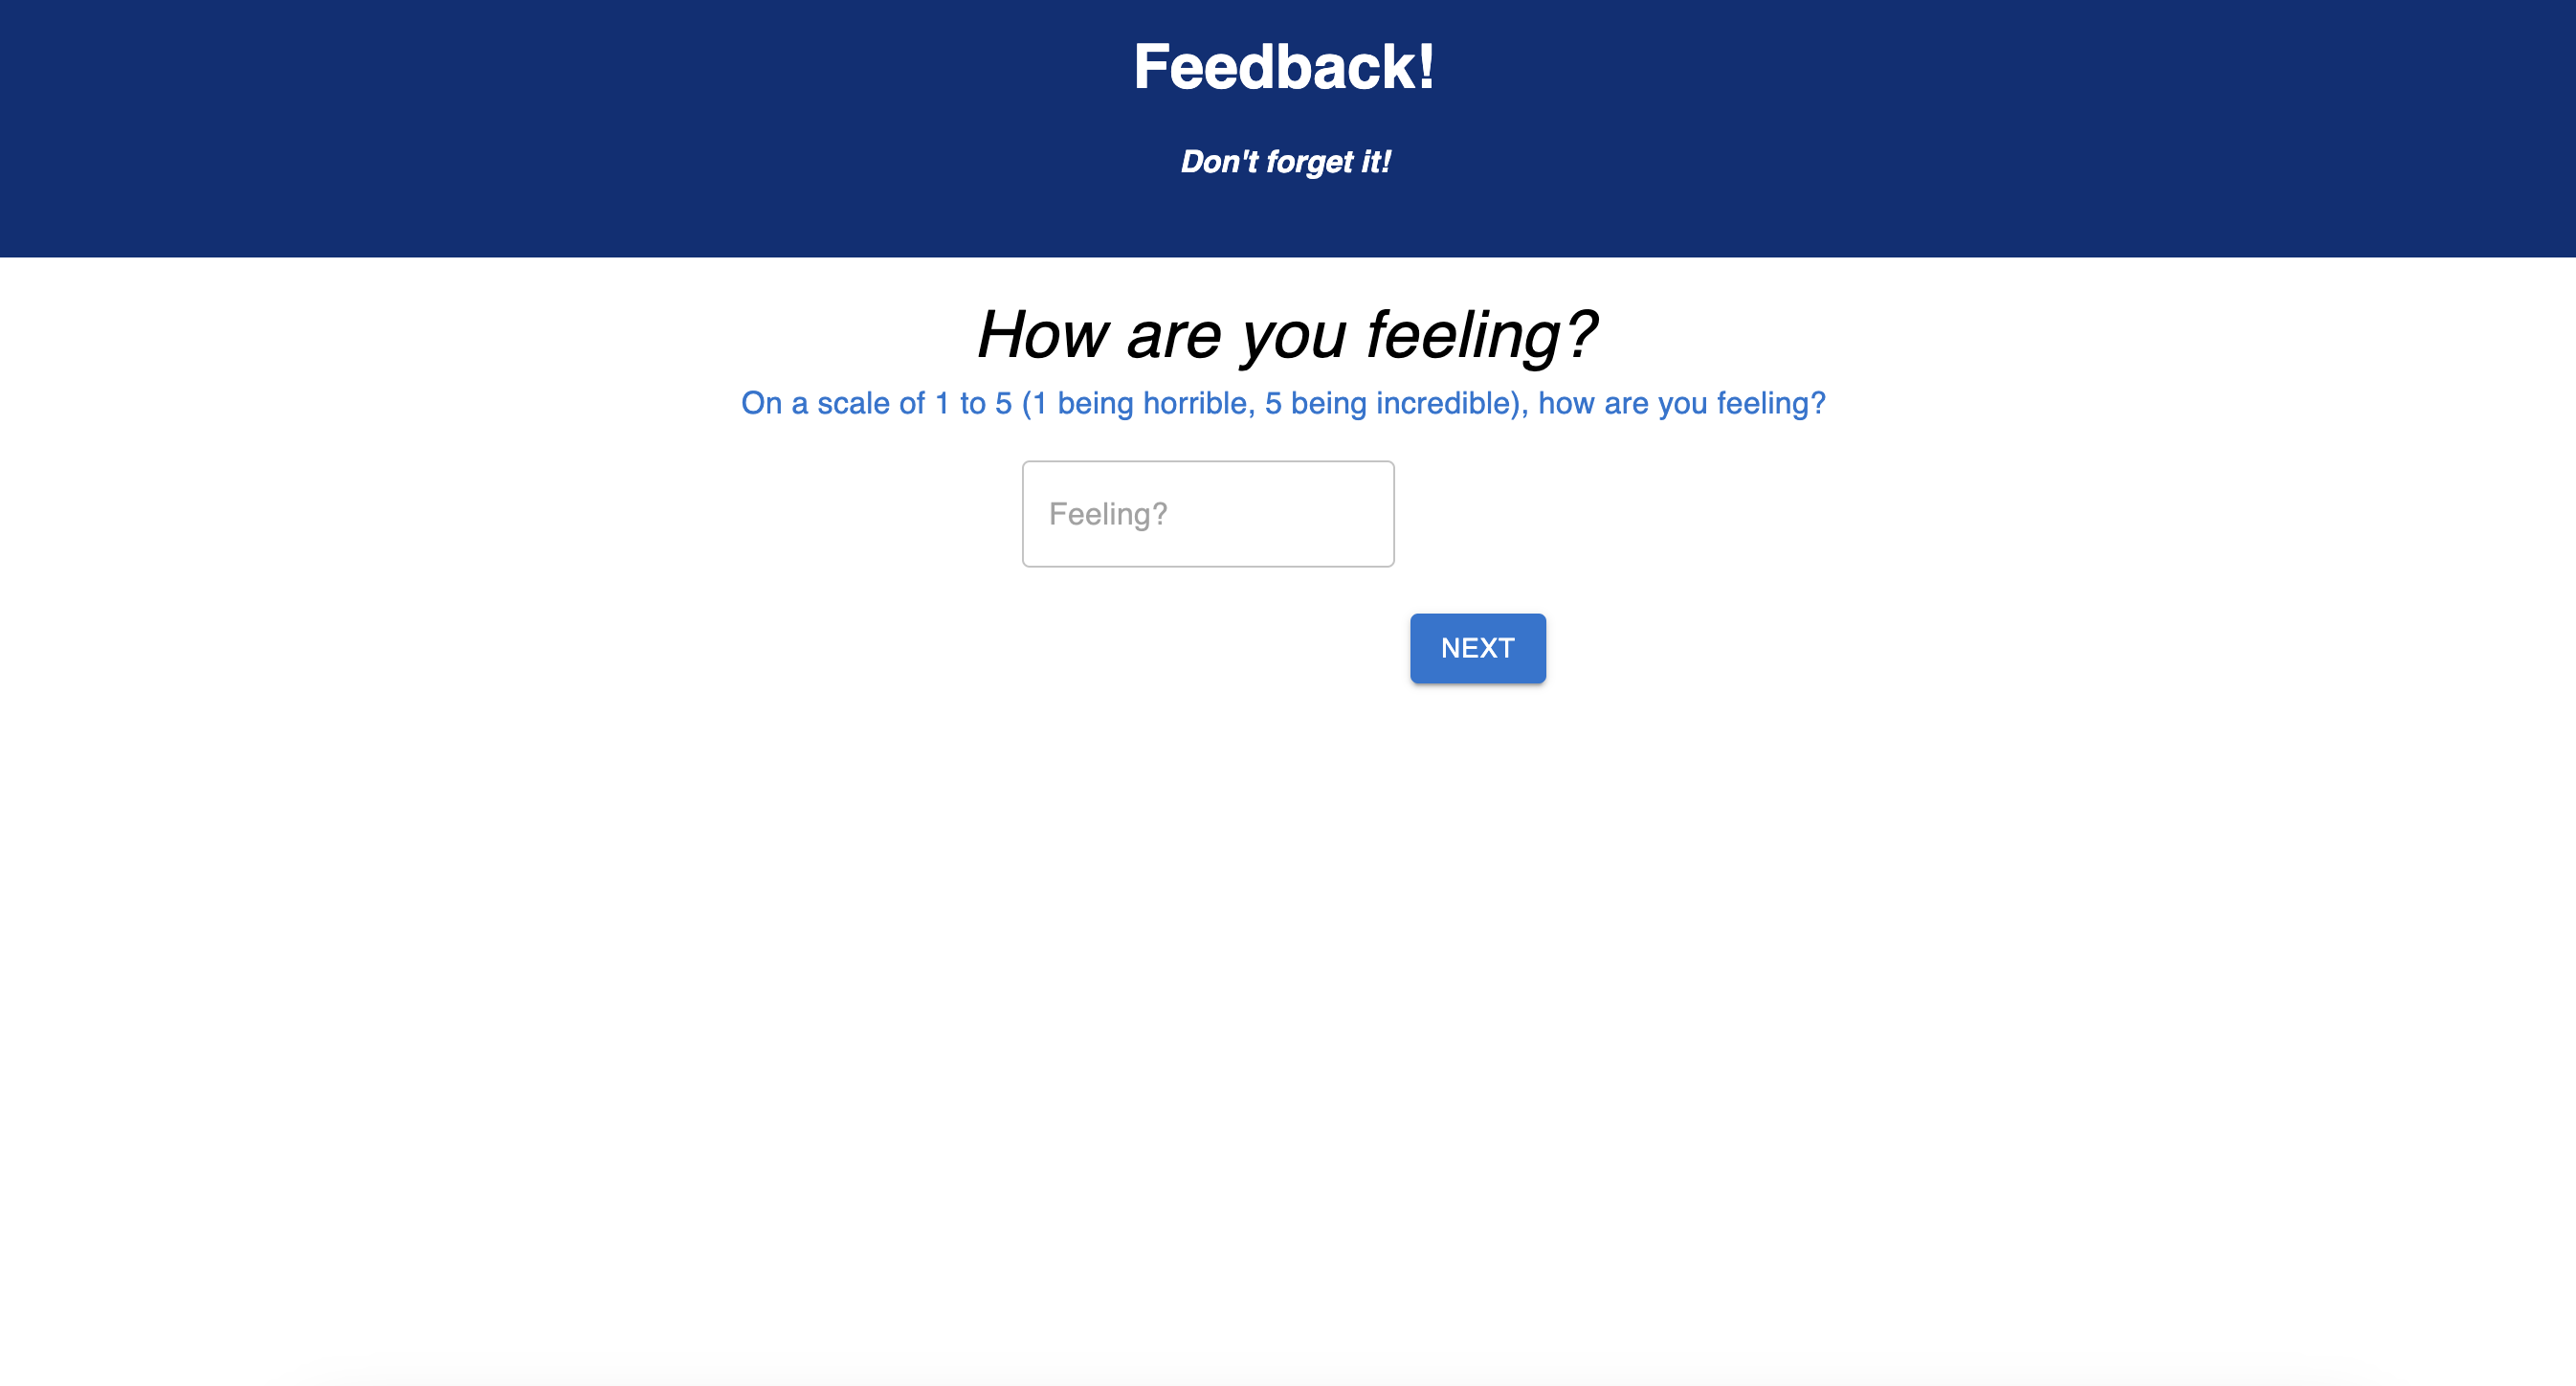 Feedback!
Don't forget it!
How are you feeling?
On a scale of 1 to 5 (1 being horrible, 5 being incredible), how are you feeling?
Feeling?
NEXT